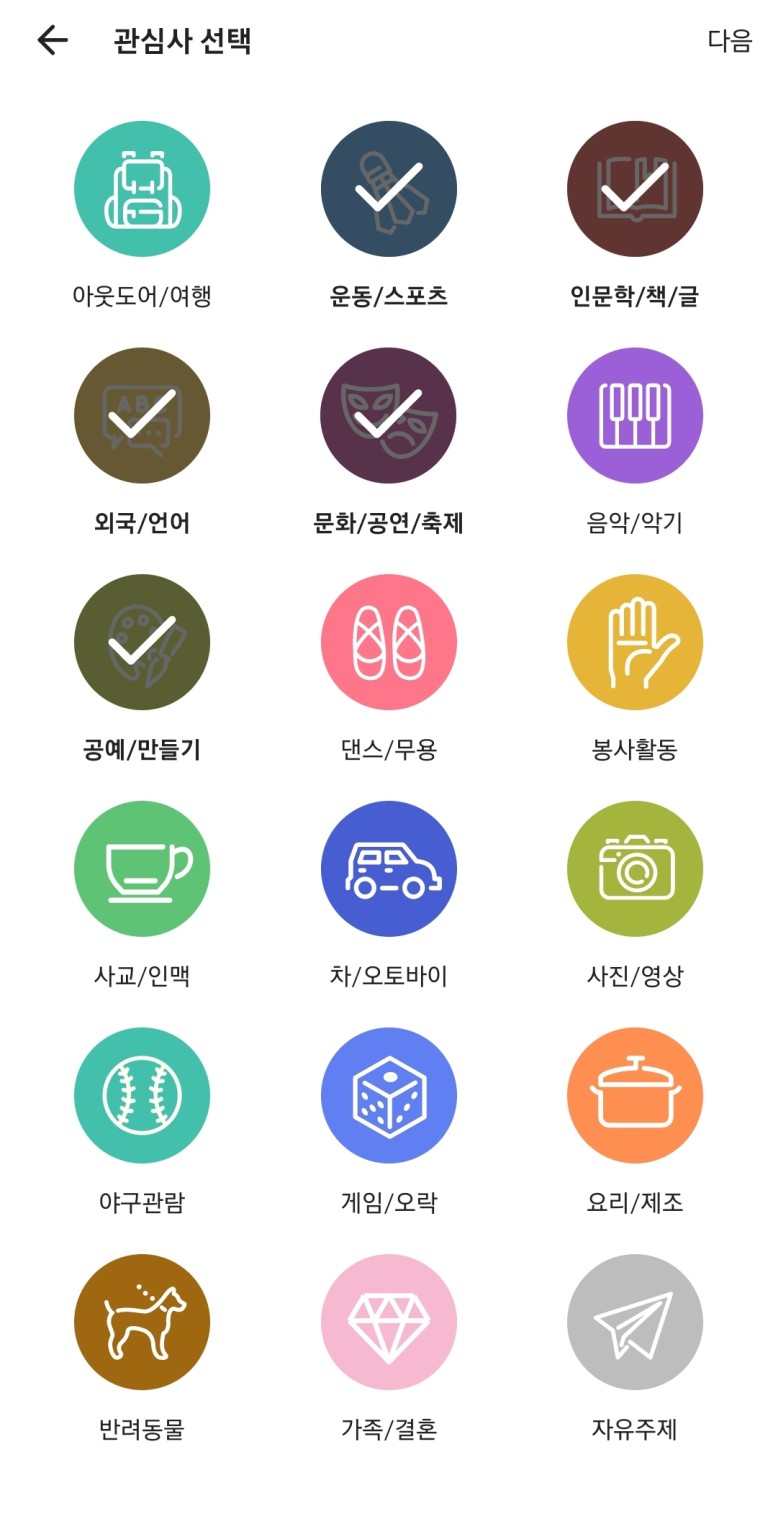 관심사 선택 다음
아웃도어/여행 운동/스포츠 인문학/책/글
외국/언어 문화/공연/축제 음악/악기
공예/만들기 댄스/무용 봉사활동
사교/인맥 차/오토바이 사진/영상
야구관람 게임/오락 요리/제조
반려동물 가족/결혼 자유주제